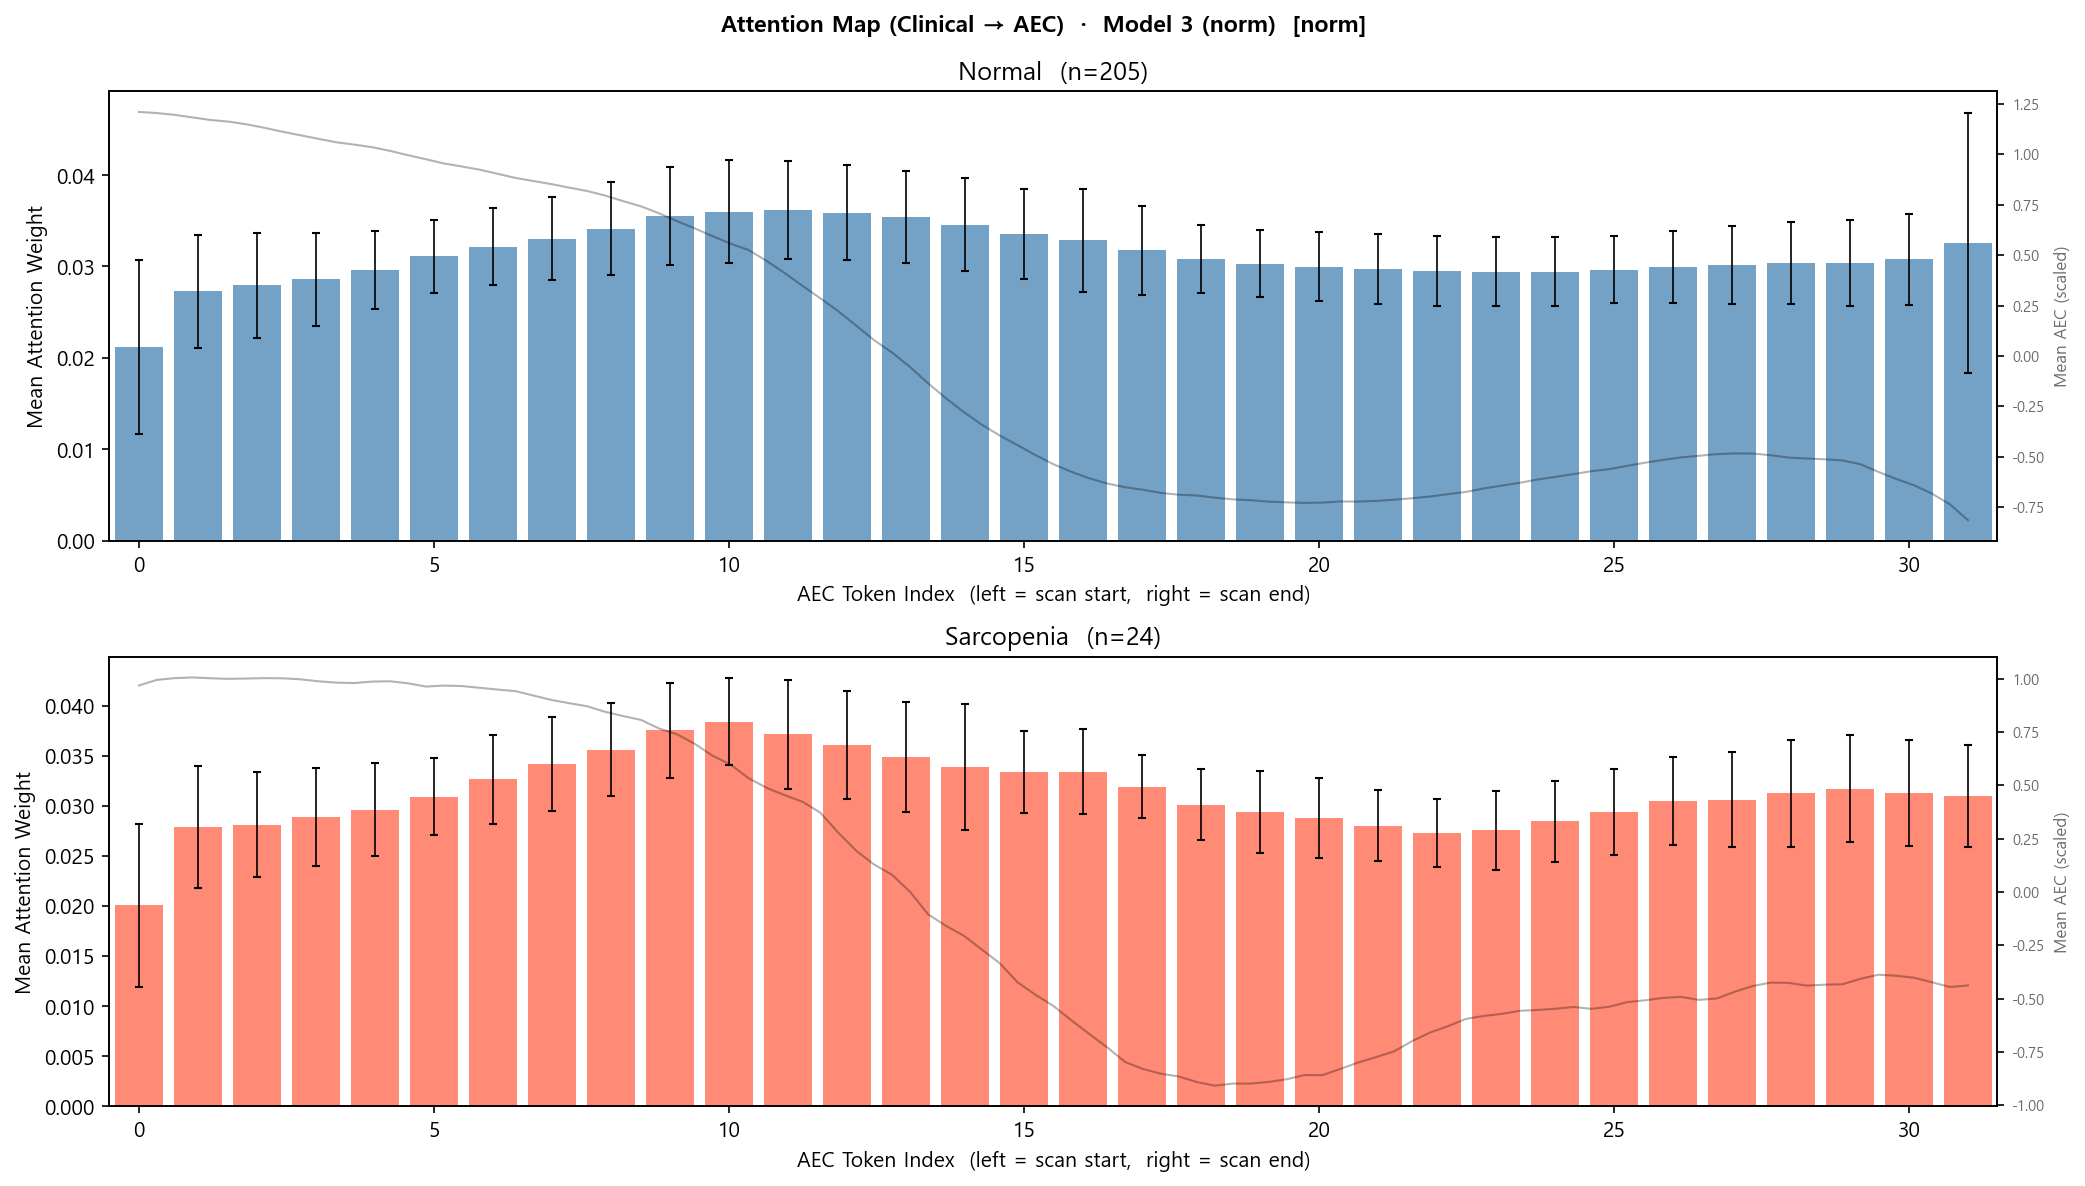 Attention Map (Clinical → AEC)  ·  Model 3 (norm)  [norm]
Normal  (n=205)
Mean Attention Weight
0.04
0.03
0.02
0.01
0.00
1.25
1.00
0.75
0.50
0.25
0.00
-0.25
-0.50
-0.75
Mean AEC (scaled)
0 5 10 15 20 25 30
AEC Token Index  (left = scan start,  right = scan end)
Sarcopenia  (n=24)
Mean Attention Weight
0.040
0.035
0.030
0.025
0.020
0.015
0.010
0.005
0.000
1.00
0.75
0.50
0.25
0.00
-0.25
-0.50
-0.75
-1.00
Mean AEC (scaled)
0 5 10 15 20 25 30
AEC Token Index  (left = scan start,  right = scan end)